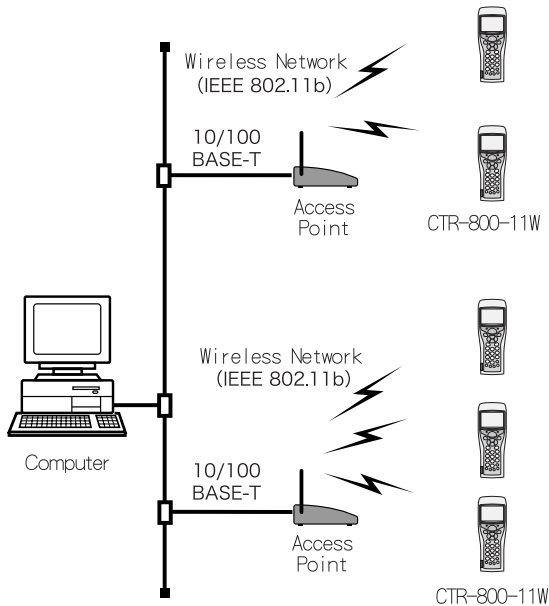 Wireless Network
(IEEE 802.11b)
10/100
BASE-T
Access
Point
CTR-800-11W
Wireless Network
(IEEE 802.11b)
Computer
10/100
BASE-T
Access
Point
CTR-800-11W